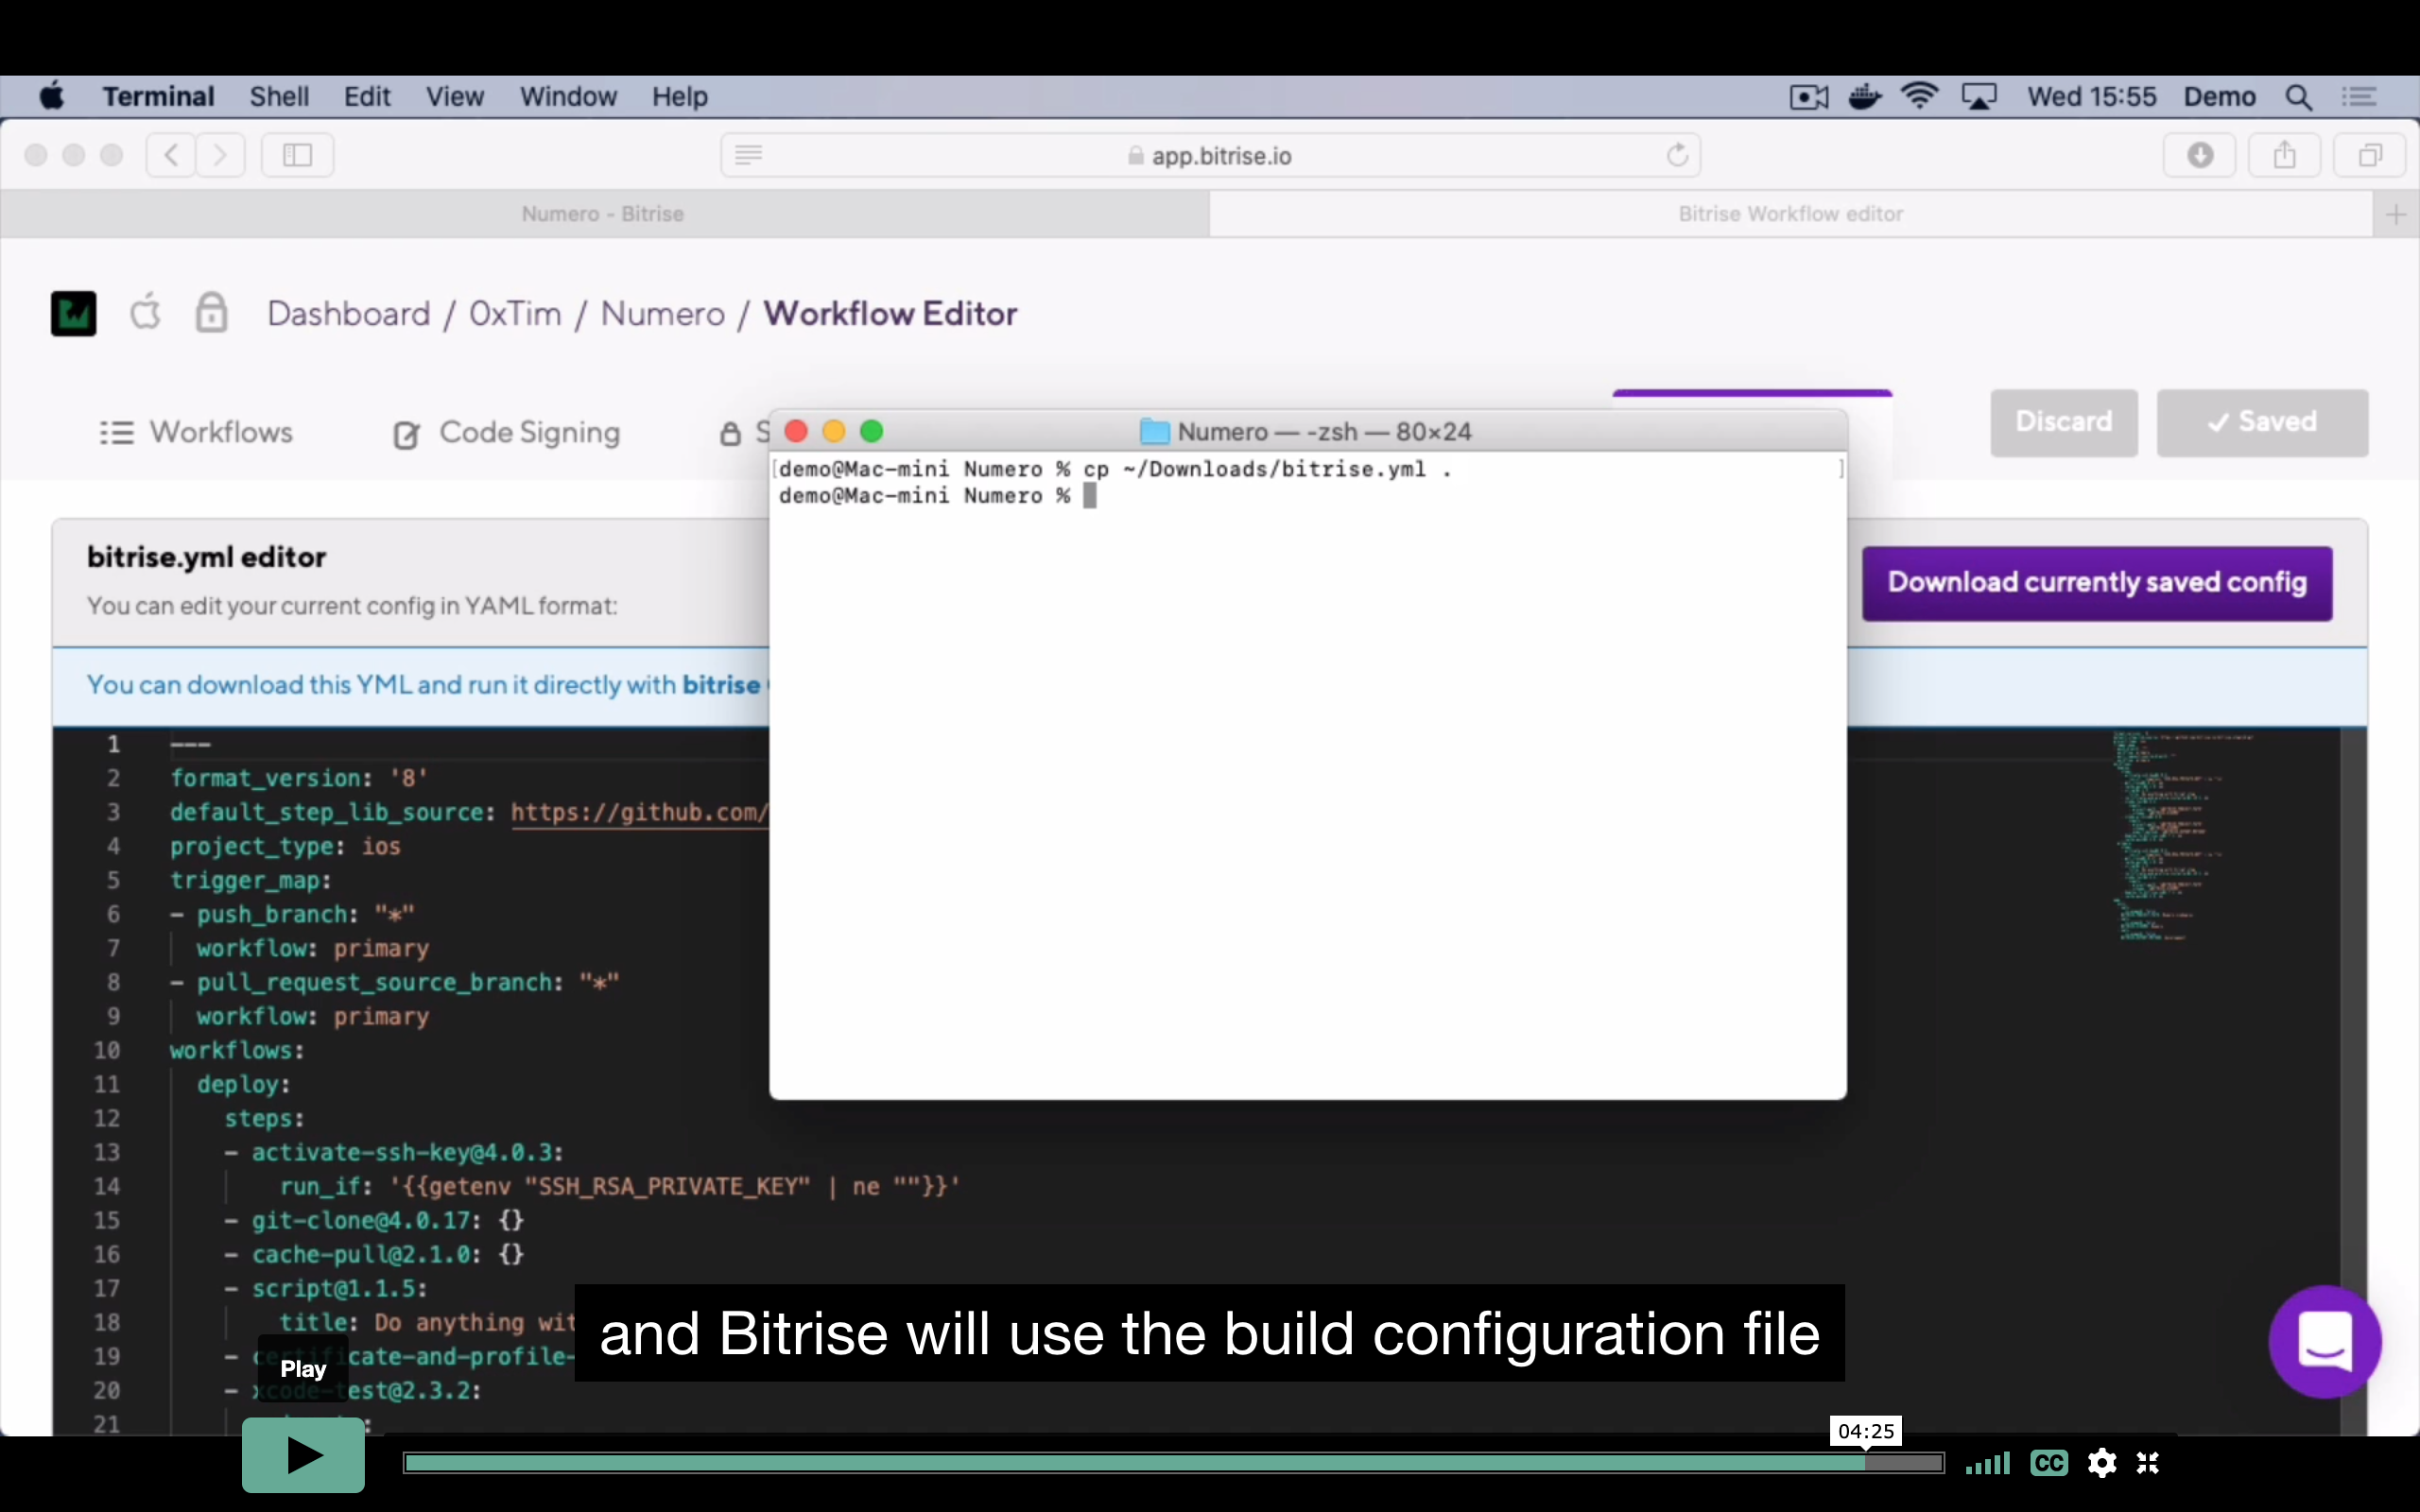 Terminal Shell Edit View Window Help Wed 15:55 Demo
app.bitrise.io
Numero - Bitrise Bitrise Workflow editor
Dashboard / 0xTim / Numero / Workflow Editor
Workflows Code Signing Discard Saved
Numero — -zsh — 80×24
demo@Mac-mini Numero % cp ~/Downloads/bitrise.yml .
demo@Mac-mini Numero %
bitrise.yml editor
You can edit your current config in YAML format:
Download currently saved config
You can download this YML and run it directly with bitrise
1 ---
2 format_version: '8'
3 default_step_lib_source: https://github.com/
4 project_type: ios
5 trigger_map:
6 - push_branch: "*"
7 workflow: primary
8 - pull_request_source_branch: "*"
9 workflow: primary
10 workflows:
11 deploy:
12 steps:
13 - activate-ssh-key@4.0.3:
14 run_if: '{{getenv "SSH_RSA_PRIVATE_KEY" | ne ""}}'
15 - git-clone@4.0.17: {}
16 - cache-pull@2.1.0: {}
17 - script@1.1.5:
18 title: Do anything wit
19 - certificate-and-profile-
20 - xcode-test@2.3.2:
21
and Bitrise will use the build configuration file
Play
04:25
CC